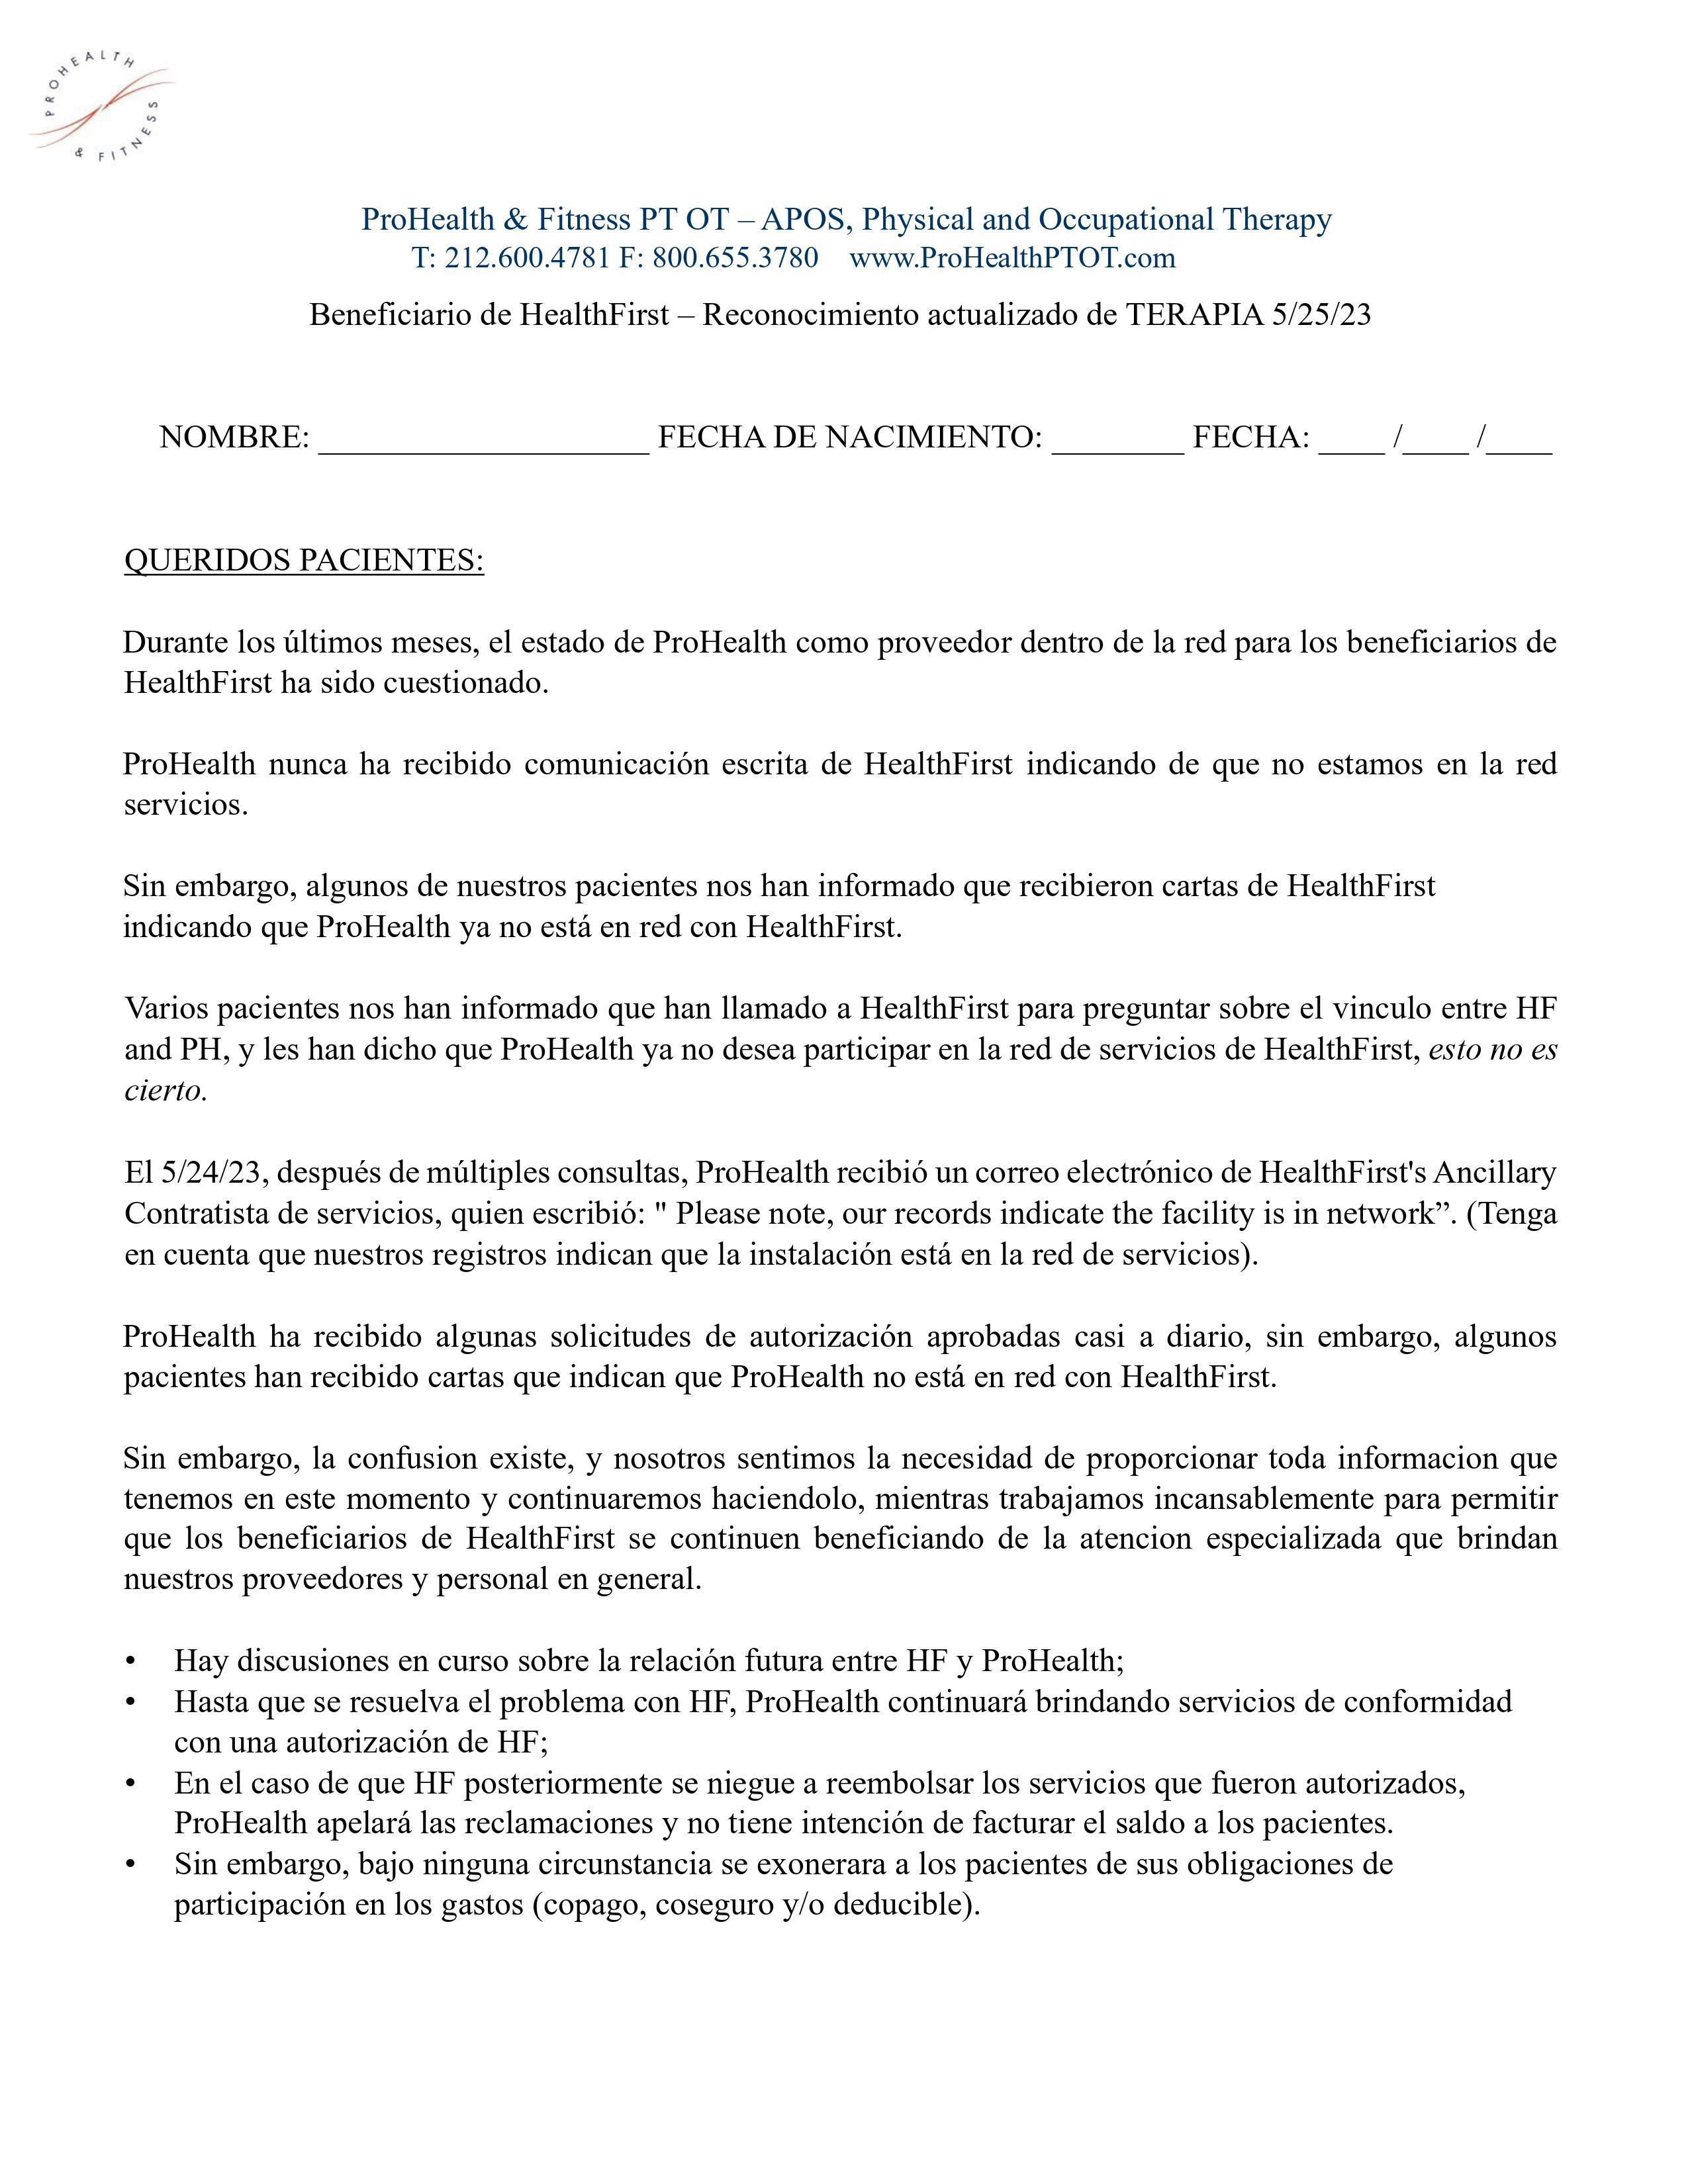 PROHEALTH
& FITNESS
ProHealth & Fitness PT OT – APOS, Physical and Occupational Therapy
T: 212.600.4781 F: 800.655.3780 www.ProHealthPTOT.com
Beneficiario de HealthFirst – Reconocimiento actualizado de TERAPIA 5/25/23
NOMBRE: ____________________ FECHA DE NACIMIENTO: ________ FECHA: ____ /____ /____
QUERIDOS PACIENTES:
Durante los últimos meses, el estado de ProHealth como proveedor dentro de la red para los beneficiarios de
HealthFirst ha sido cuestionado.
ProHealth nunca ha recibido comunicación escrita de HealthFirst indicando de que no estamos en la red
servicios.
Sin embargo, algunos de nuestros pacientes nos han informado que recibieron cartas de HealthFirst
indicando que ProHealth ya no está en red con HealthFirst.
Varios pacientes nos han informado que han llamado a HealthFirst para preguntar sobre el vinculo entre HF
and PH, y les han dicho que ProHealth ya no desea participar en la red de servicios de HealthFirst, esto no es
cierto.
El 5/24/23, después de múltiples consultas, ProHealth recibió un correo electrónico de HealthFirst's Ancillary
Contratista de servicios, quien escribió: " Please note, our records indicate the facility is in network”. (Tenga
en cuenta que nuestros registros indican que la instalación está en la red de servicios).
ProHealth ha recibido algunas solicitudes de autorización aprobadas casi a diario, sin embargo, algunos
pacientes han recibido cartas que indican que ProHealth no está en red con HealthFirst.
Sin embargo, la confusion existe, y nosotros sentimos la necesidad de proporcionar toda informacion que
tenemos en este momento y continuaremos haciendolo, mientras trabajamos incansablemente para permitir
que los beneficiarios de HealthFirst se continuen beneficiando de la atencion especializada que brindan
nuestros proveedores y personal en general.
• Hay discusiones en curso sobre la relación futura entre HF y ProHealth;
• Hasta que se resuelva el problema con HF, ProHealth continuará brindando servicios de conformidad
con una autorización de HF;
• En el caso de que HF posteriormente se niegue a reembolsar los servicios que fueron autorizados,
ProHealth apelará las reclamaciones y no tiene intención de facturar el saldo a los pacientes.
• Sin embargo, bajo ninguna circunstancia se exonerara a los pacientes de sus obligaciones de
participación en los gastos (copago, coseguro y/o deducible).